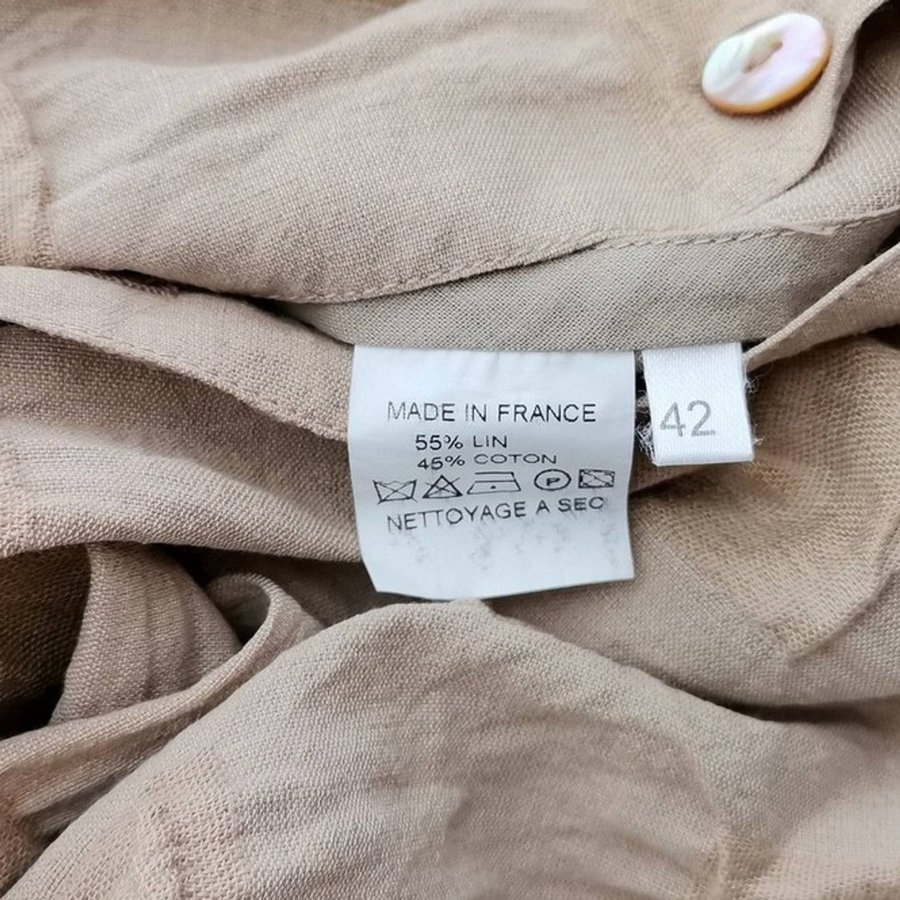 MADE IN FRANCE
55% LIN
45% COTON
P
NETTOYAGE A SEC
42